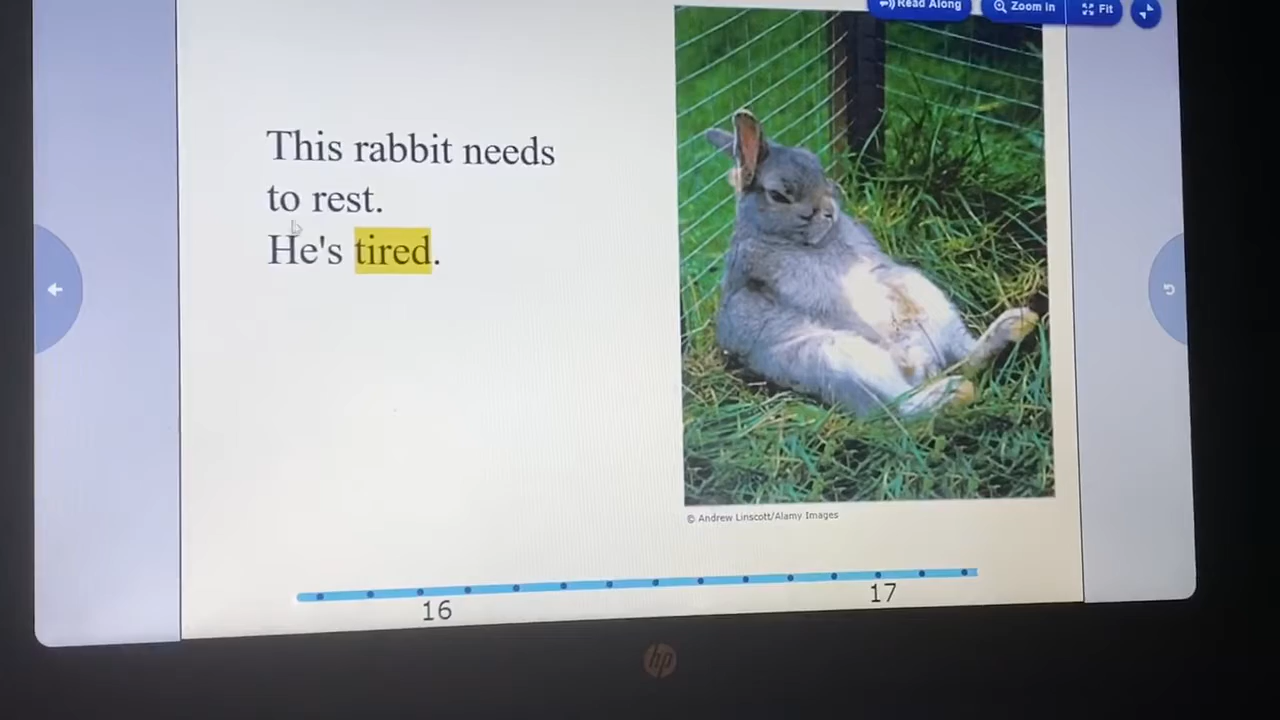 Read Along
Zoom In
Fit
This rabbit needs
to rest.
He's tired.
© Andrew Linscott/Alamy Images
16
17
hp